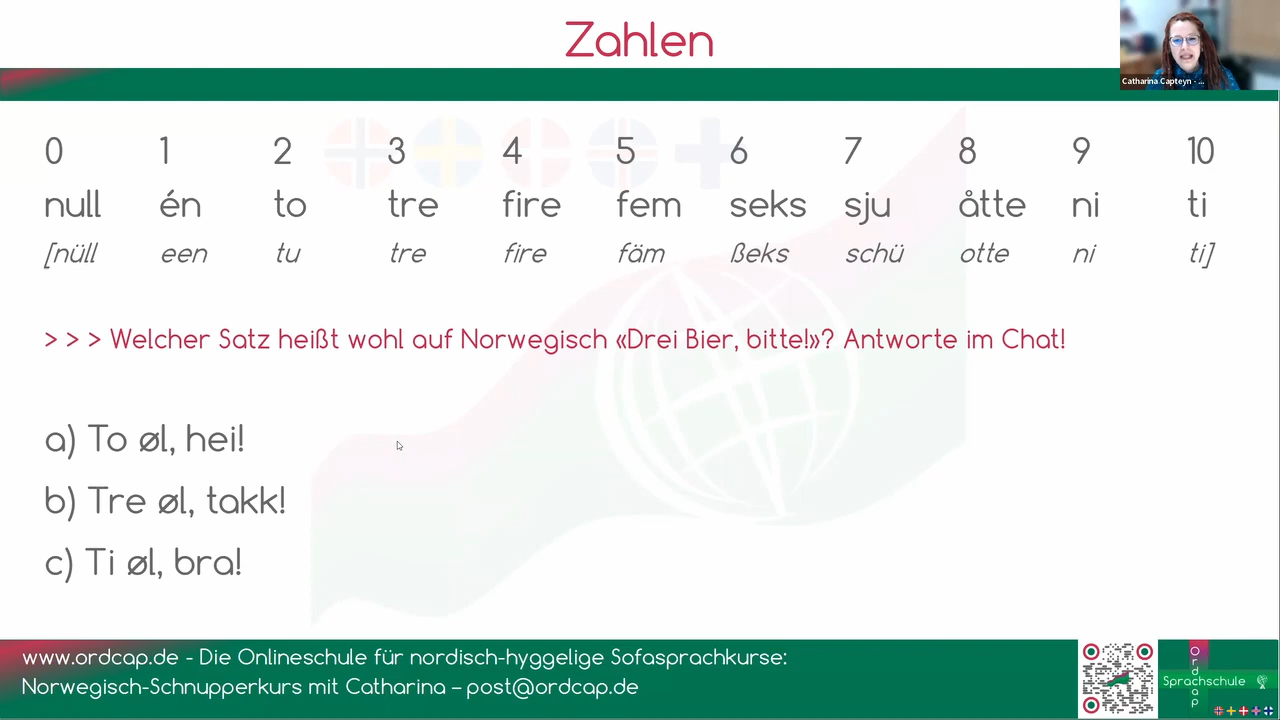 Zahlen
Catharina Capteyn - ...
0 1 2 3 4 5 6 7 8 9 10
null én to tre fire fem seks sju åtte ni ti
[nüll een tu tre fire fäm ßeks schü otte ni ti]
> > > Welcher Satz heißt wohl auf Norwegisch «Drei Bier, bitte!»? Antworte im Chat!
a) To øl, hei!
b) Tre øl, takk!
c) Ti øl, bra!
www.ordcap.de - Die Onlineschule für nordisch-hyggelige Sofasprachkurse:
Norwegisch-Schnupperkurs mit Catharina – post@ordcap.de
Ordcap
Sprachschule